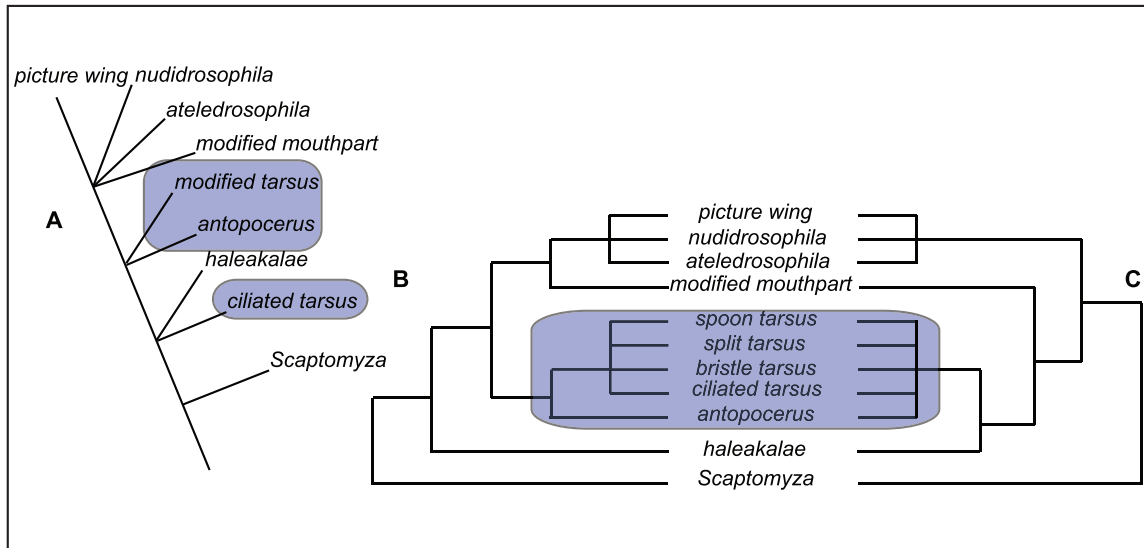 picture wing nudidrosophila
ateledrosophila
modified mouthpart
modified tarsus
A
antopocerus
haleakalae
ciliated tarsus
Scaptomyza
B
picture wing
nudidrosophila
ateledrosophila
modified mouthpart
spoon tarsus
split tarsus
bristle tarsus
ciliated tarsus
antopocerus
haleakalae
Scaptomyza
C